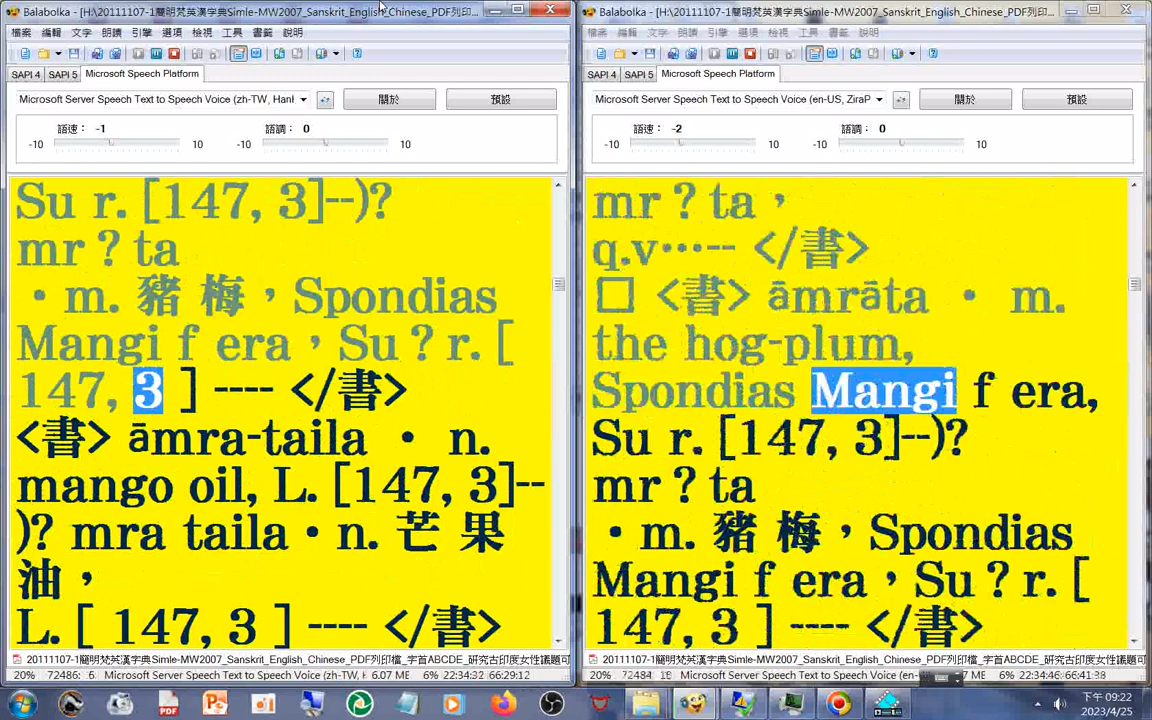 Balabolka - [H:\20111107-1簡明梵英漢字典Simle-MW2007_Sanskrit_English_Chinese_PDF列印...
檔案 編輯 文字 朗讀 引擎 選項 檢視 工具 書籤 說明
SAPI 4 SAPI 5 Microsoft Speech Platform
Microsoft Server Speech Text to Speech Voice (zh-TW, Hanl 關於 預設
語速： -1 語調： 0
-10 10 -10 10
Su r. [147, 3]--)?
mr ? ta
•m. 豬 梅，Spondias
Mangi f era，Su？r. [
147, 3 ] ---- </書>
<書> āmra-taila • n.
mango oil, L. [147, 3]--
)? mra taila•n. 芒 果
油，
L. [ 147, 3 ] ---- </書>
20111107-1簡明梵英漢字典Simle-MW2007_Sanskrit_English_Chinese_PDF列印檔_字首ABCDE_研究古印度女性議題可
20% 72486: 6. Microsoft Server Speech Text to Speech Voice (zh-TW, H 6.07 ME 6% 22:34:32 66:29:12
Balabolka - [H:\20111107-1簡明梵英漢字典Simle-MW2007_Sanskrit_English_Chinese_PDF列印...
檔案 編輯 文字 朗讀 引擎 選項 檢視 工具 書籤 說明
SAPI 4 SAPI 5 Microsoft Speech Platform
Microsoft Server Speech Text to Speech Voice (en-US, ZiraP 關於 預設
語速： -2 語調： 0
-10 10 -10 10
mr？ta，
q.v…-- </書>
□ <書> āmrāta • m.
the hog-plum,
Spondias Mangi f era,
Su r. [147, 3]--)?
mr ? ta
•m. 豬 梅，Spondias
Mangi f era，Su？r. [
147, 3 ] ---- </書>
20111107-1簡明梵英漢字典Simle-MW2007_Sanskrit_English_Chinese_PDF列印檔_字首ABCDE_研究古印度女性議題可
20% 72484: 1 Microsoft Server Speech Text to Speech Voice (en-US, Z 6% 22:34:46 66:41:38
下午 09:22
2023/4/25